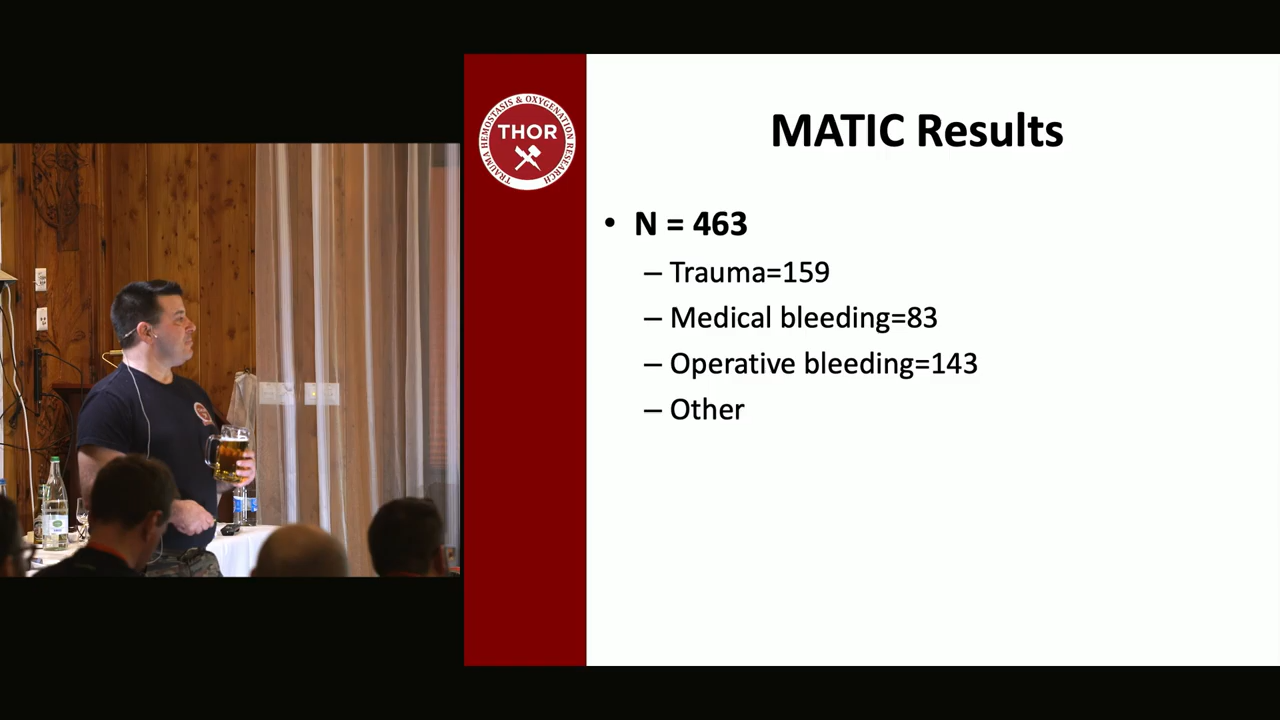 TRAUMA HEMOSTASIS & OXYGENATION RESEARCH
THOR
MATIC Results
• N = 463
– Trauma=159
– Medical bleeding=83
– Operative bleeding=143
– Other